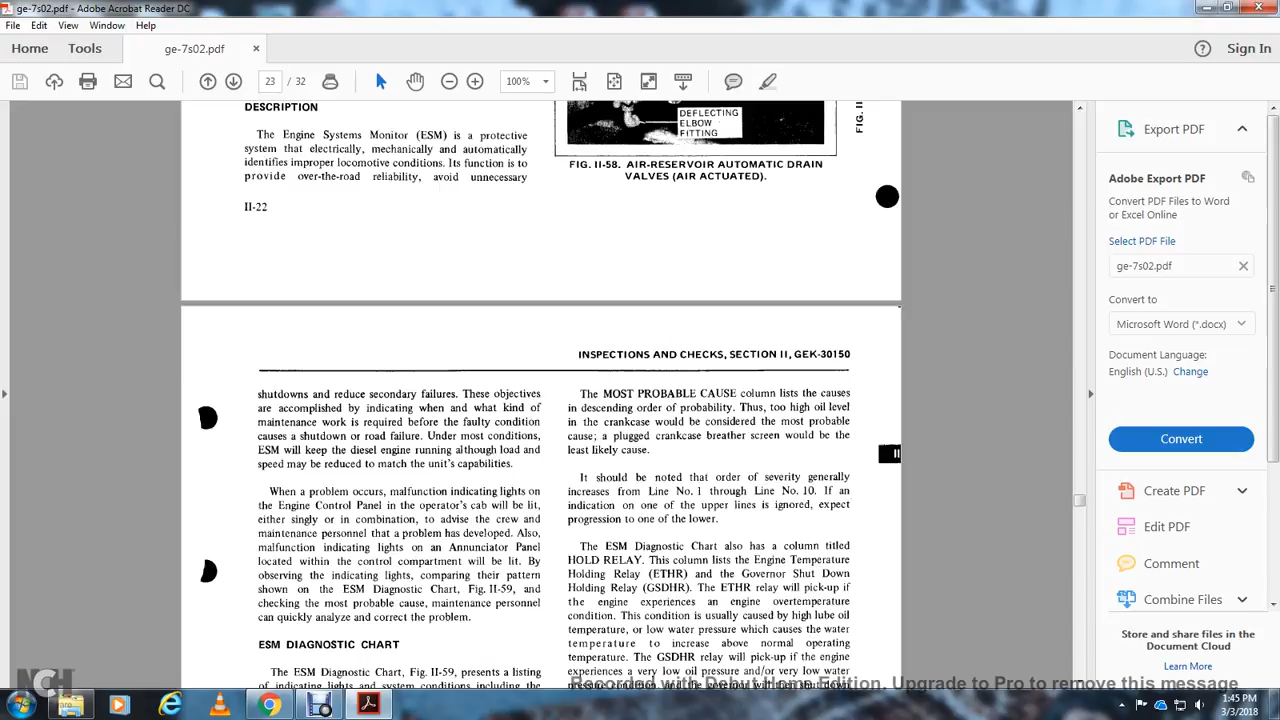 ge-7s02.pdf - Adobe Acrobat Reader DC
File Edit View Window Help
Home Tools ge-7s02.pdf × Sign In
23 / 32 100%
DESCRIPTION
The Engine Systems Monitor (ESM) is a protective
system that electrically, mechanically and automatically
identifies improper locomotive conditions. Its function is to
provide over-the-road reliability, avoid unnecessary
II-22
DEFLECTING
ELBOW
FITTING
FIG. II-58. AIR-RESERVOIR AUTOMATIC DRAIN
VALVES (AIR ACTUATED).
FIG. II
INSPECTIONS AND CHECKS, SECTION II, GEK-30150
shutdowns and reduce secondary failures. These objectives
are accomplished by indicating when and what kind of
maintenance work is required before the faulty condition
causes a shutdown or road failure. Under most conditions,
ESM will keep the diesel engine running although load and
speed may be reduced to match the unit's capabilities.
When a problem occurs, malfunction indicating lights on
the Engine Control Panel in the operator's cab will be lit,
either singly or in combination, to advise the crew and
maintenance personnel that a problem has developed. Also,
malfunction indicating lights on an Annunciator Panel
located within the control compartment will be lit. By
observing the indicating lights, comparing their pattern
shown on the ESM Diagnostic Chart, Fig. II-59, and
checking the most probable cause, maintenance personnel
can quickly analyze and correct the problem.
ESM DIAGNOSTIC CHART
The ESM Diagnostic Chart, Fig. II-59, presents a listing
of indicating lights and system conditions including the
The MOST PROBABLE CAUSE column lists the causes
in descending order of probability. Thus, too high oil level
in the crankcase would be considered the most probable
cause; a plugged crankcase breather screen would be the
least likely cause.
It should be noted that order of severity generally
increases from Line No. 1 through Line No. 10. If an
indication on one of the upper lines is ignored, expect
progression to one of the lower.
The ESM Diagnostic Chart also has a column titled
HOLD RELAY. This column lists the Engine Temperature
Holding Relay (ETHR) and the Governor Shut Down
Holding Relay (GSDHR). The ETHR relay will pick-up if
the engine experiences an engine overtemperature
condition. This condition is usually caused by high lube oil
temperature, or low water pressure which causes the water
temperature to increase above normal operating
temperature. The GSDHR relay will pick-up if the engine
experiences a very low oil pressure and/or very low water
II
Export PDF
Adobe Export PDF
Convert PDF Files to Word
or Excel Online
Select PDF File
ge-7s02.pdf
Convert to
Microsoft Word (*.docx)
Document Language:
English (U.S.) Change
Convert
Create PDF
Edit PDF
Comment
Combine Files
Store and share files in the
Document Cloud
Learn More
NCH
Recorded with Debut Home Edition. Upgrade to Pro to remove this message
1:45 PM
3/3/2018